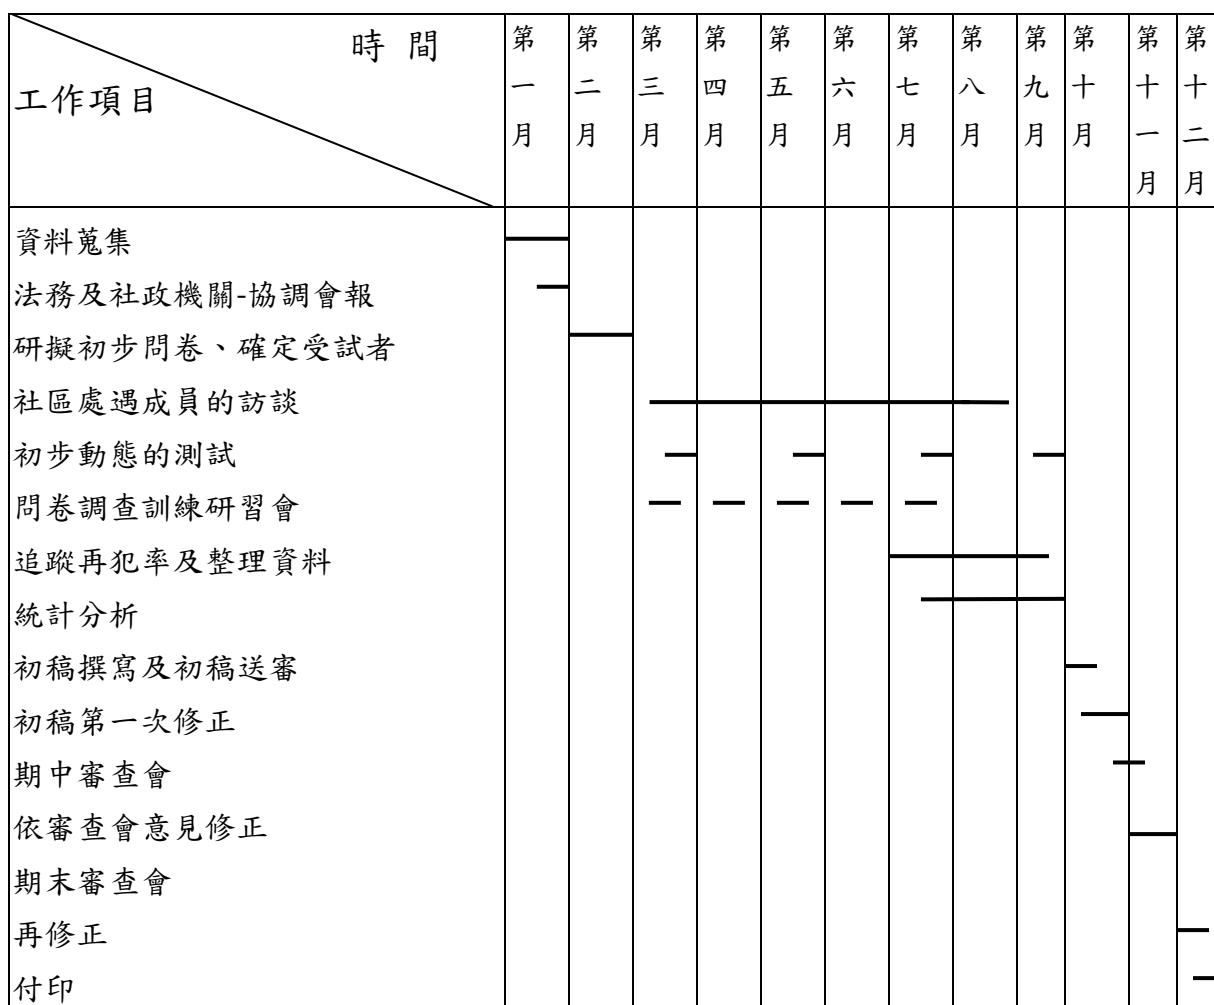 時 間
工作項目
第一月
第二月
第三月
第四月
第五月
第六月
第七月
第八月
第九月
第十月
第十一月
第十二月
資料蒐集
法務及社政機關-協調會報
研擬初步問卷、確定受試者
社區處遇成員的訪談
初步動態的測試
問卷調查訓練研習會
追蹤再犯率及整理資料
統計分析
初稿撰寫及初稿送審
初稿第一次修正
期中審查會
依審查會意見修正
期末審查會
再修正
付印